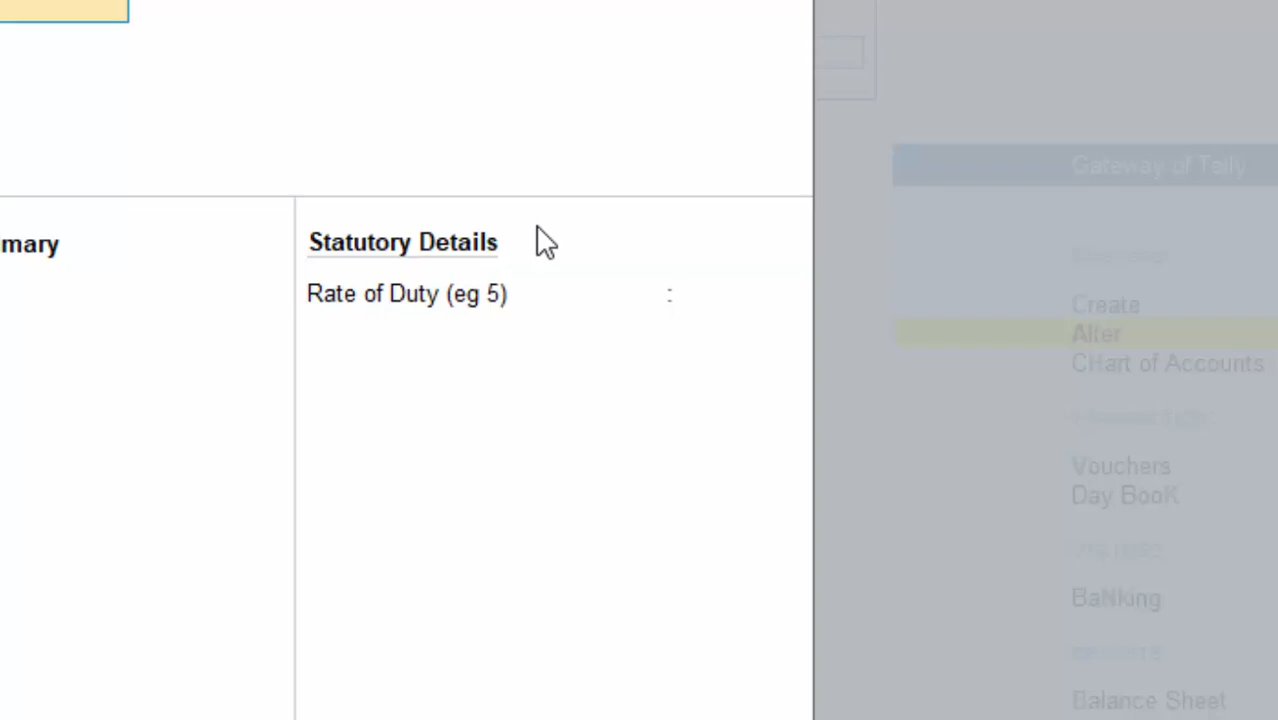 Gateway of Tally
mary
Statutory Details
Rate of Duty (eg 5) :
Create
Alter
CHart of Accounts
Vouchers
Day BooK
BaNking
Balance Sheet